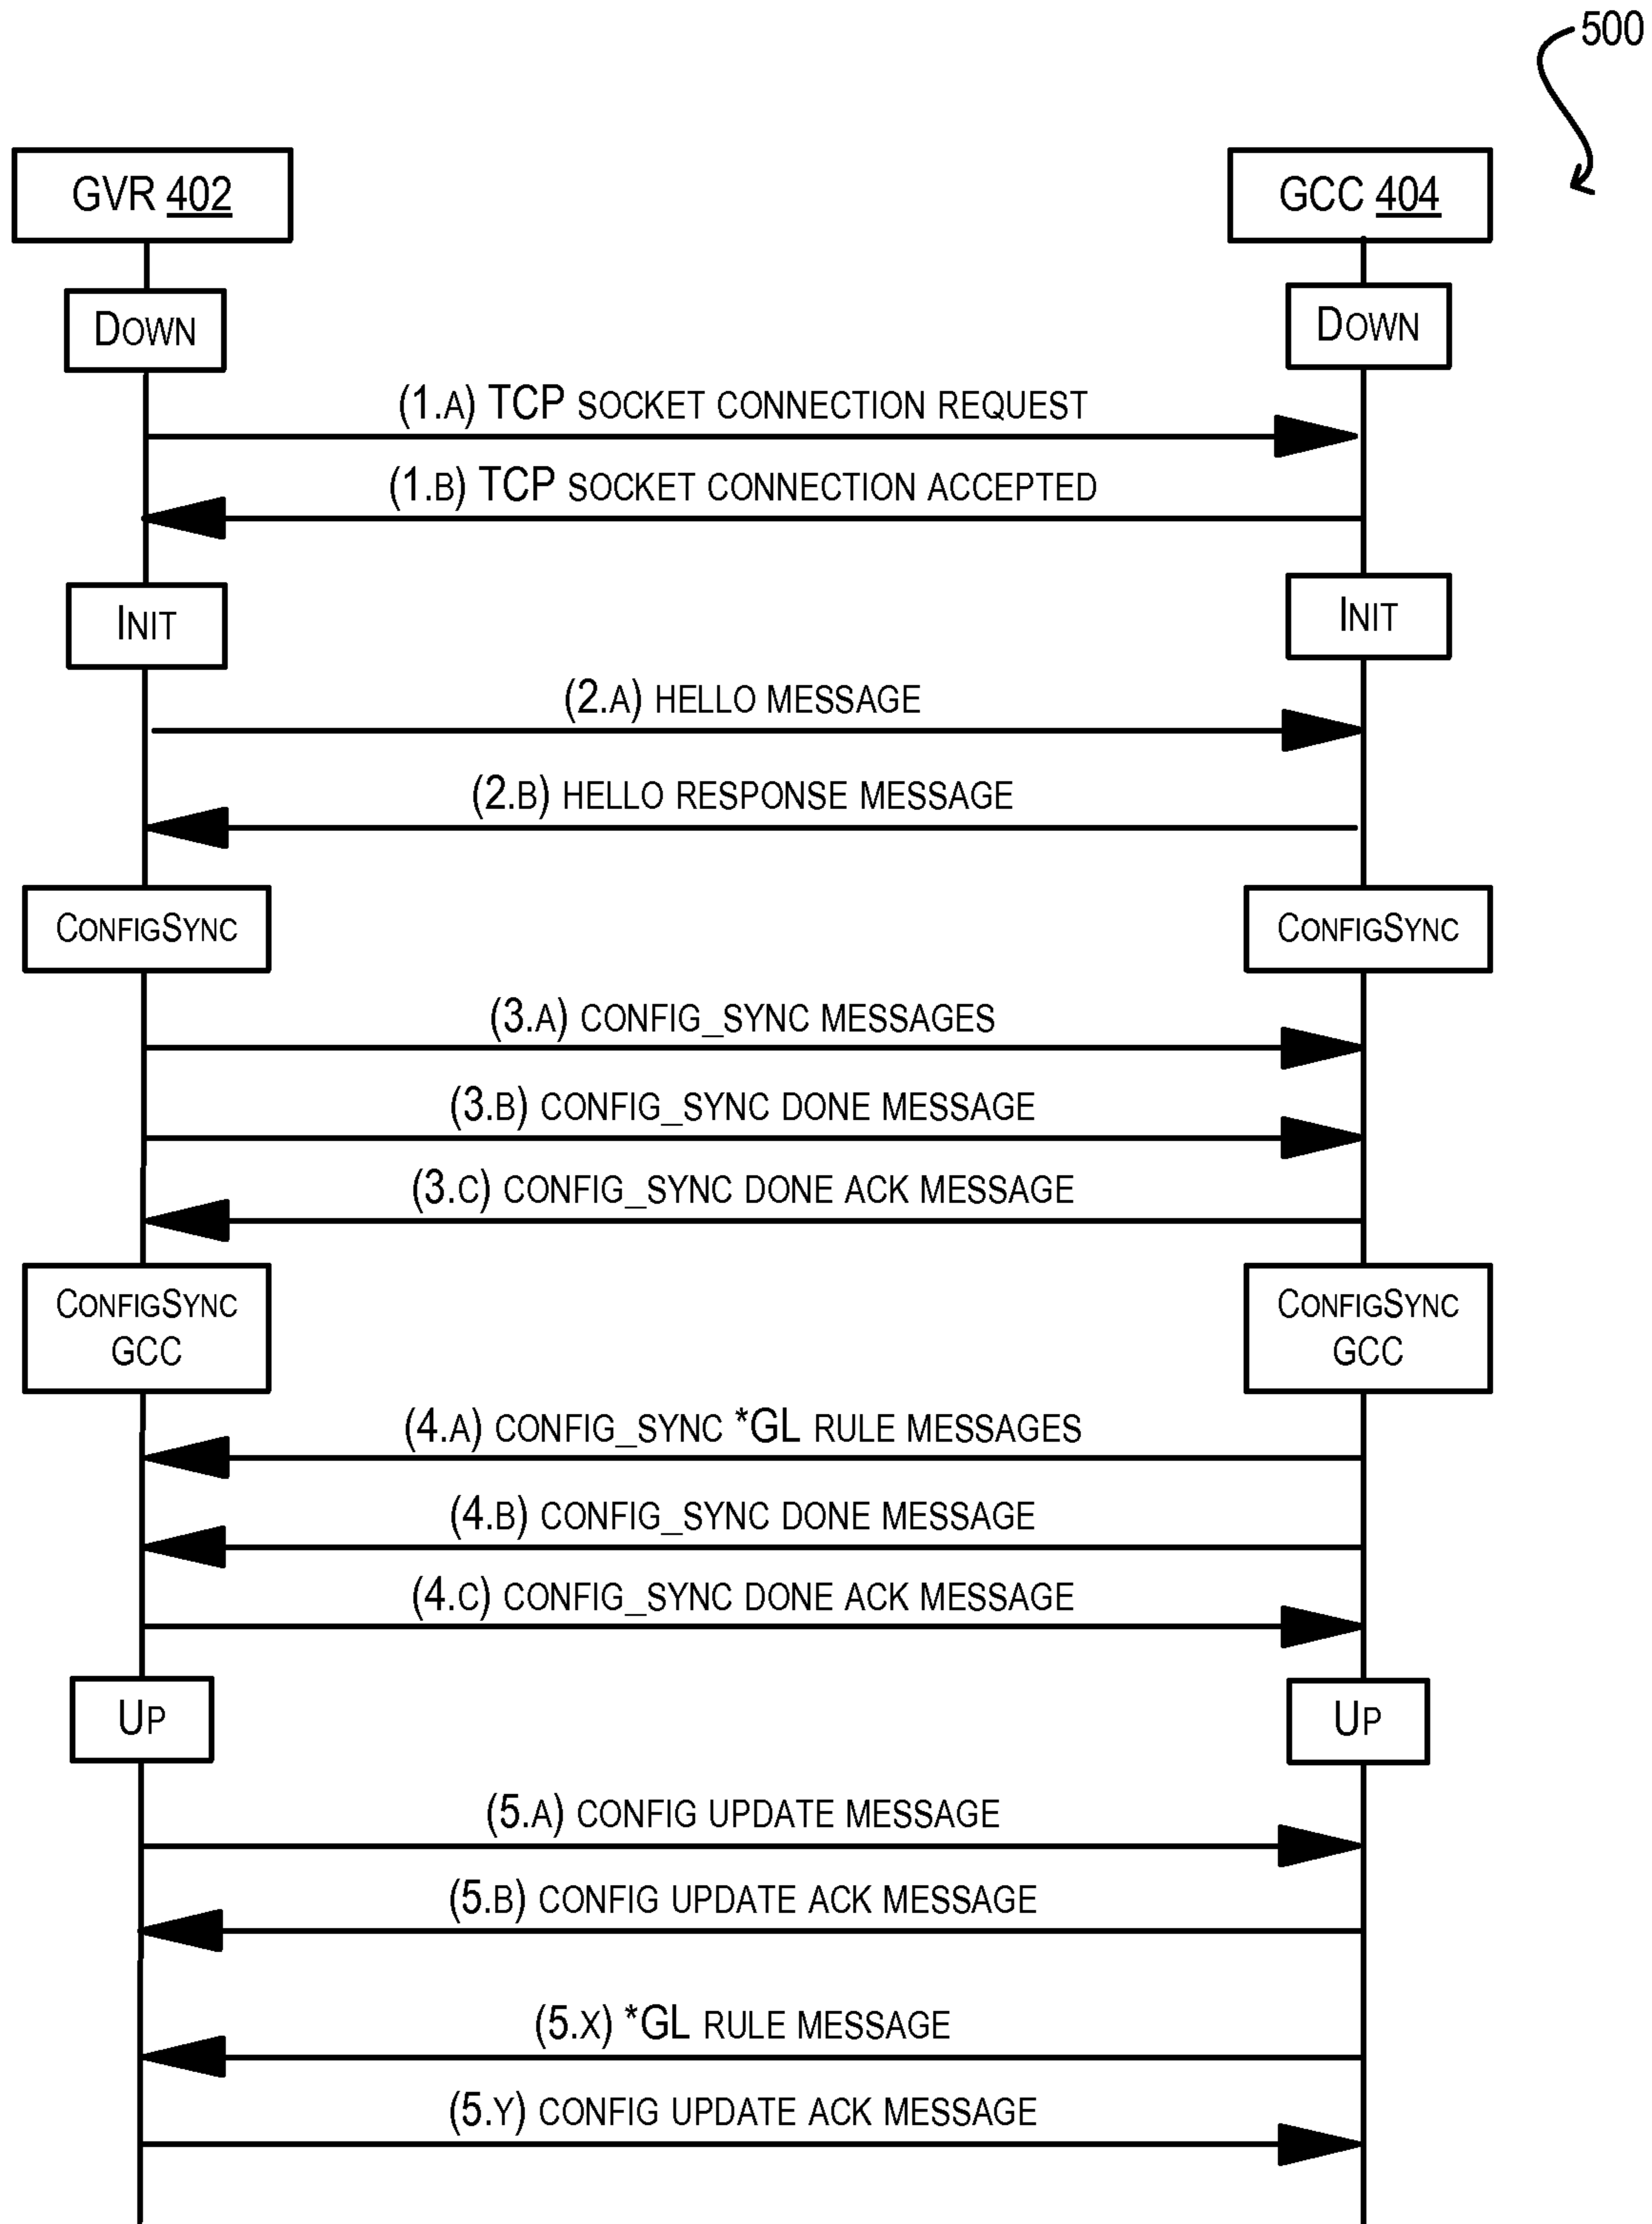 500
GVR 402
GCC 404
DOWN
DOWN
(1.A) TCP SOCKET CONNECTION REQUEST
(1.B) TCP SOCKET CONNECTION ACCEPTED
INIT
INIT
(2.A) HELLO MESSAGE
(2.B) HELLO RESPONSE MESSAGE
CONFIGSYNC
CONFIGSYNC
(3.A) CONFIG_SYNC MESSAGES
(3.B) CONFIG_SYNC DONE MESSAGE
(3.C) CONFIG_SYNC DONE ACK MESSAGE
CONFIGSYNC
GCC
CONFIGSYNC
GCC
(4.A) CONFIG_SYNC *GL RULE MESSAGES
(4.B) CONFIG_SYNC DONE MESSAGE
(4.C) CONFIG_SYNC DONE ACK MESSAGE
UP
UP
(5.A) CONFIG UPDATE MESSAGE
(5.B) CONFIG UPDATE ACK MESSAGE
(5.X) *GL RULE MESSAGE
(5.Y) CONFIG UPDATE ACK MESSAGE